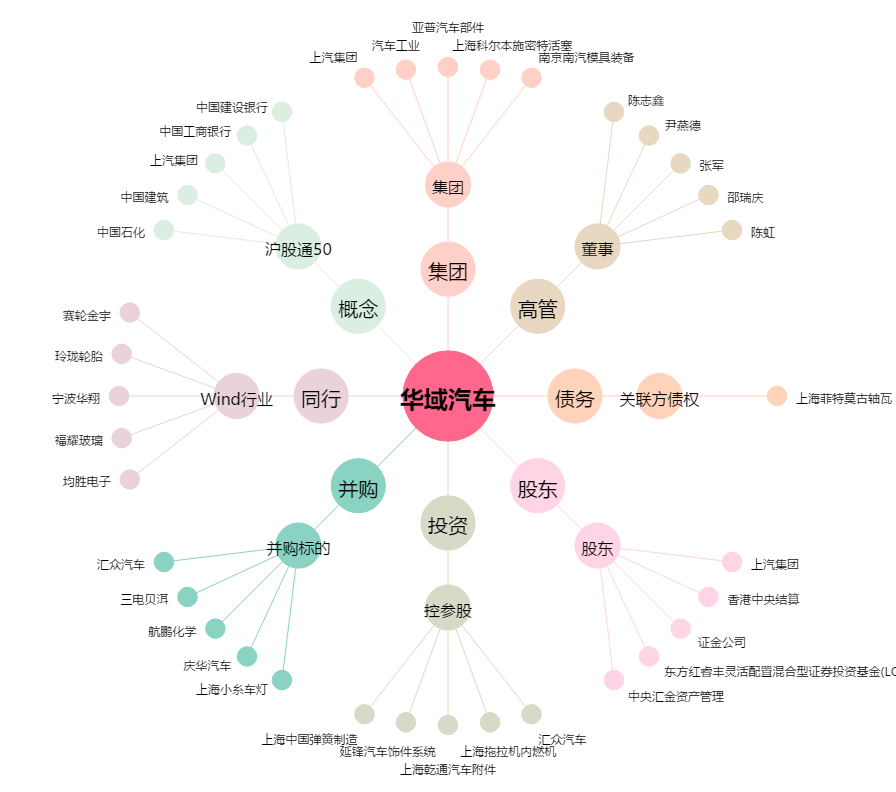 亚普汽车部件
汽车工业
上海科尔本施密特活塞
上汽集团
南京南汽模具装备
集团
集团
中国建设银行
中国工商银行
上汽集团
中国建筑
中国石化
沪股通50
概念
陈志鑫
尹燕德
张军
邵瑞庆
陈虹
董事
高管
赛轮金宇
玲珑轮胎
宁波华翔
福耀玻璃
均胜电子
Wind行业
同行
华域汽车
债务
关联方债权
上海菲特莫古轴瓦
并购
并购标的
汇众汽车
三电贝洱
航鹏化学
庆华汽车
上海小糸车灯
投资
控参股
上海中国弹簧制造
延锋汽车饰件系统
上海乾通汽车附件
上海拖拉机内燃机
汇众汽车
股东
股东
上汽集团
香港中央结算
证金公司
东方红睿丰灵活配置混合型证券投资基金(LO
中央汇金资产管理